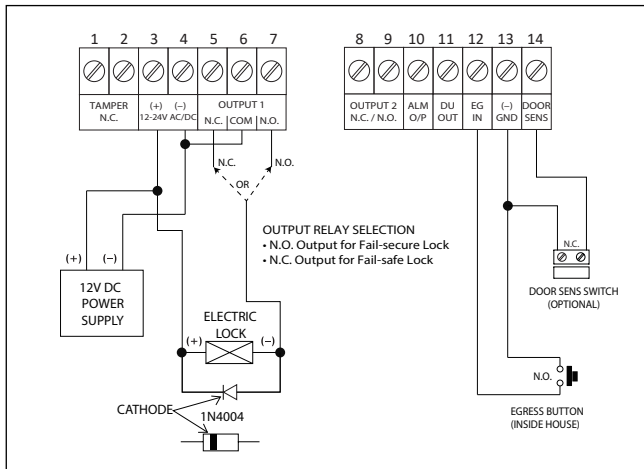 1 2 3 4 5 6 7
TAMPER
N.C.
(+) (–)
12-24V AC/DC
OUTPUT 1
N.C. COM N.O.
8 9 10 11 12 13 14
OUTPUT 2
N.C. / N.O.
ALM
O/P
DU
OUT
EG
IN
(–)
GND
DOOR
SENS
N.C. N.O.
OR
OUTPUT RELAY SELECTION
• N.O. Output for Fail-secure Lock
• N.C. Output for Fail-safe Lock
(+) (–)
12V DC
POWER
SUPPLY
ELECTRIC
LOCK
(+) (–)
CATHODE
1N4004
N.C.
DOOR SENS SWITCH
(OPTIONAL)
N.O.
EGRESS BUTTON
(INSIDE HOUSE)